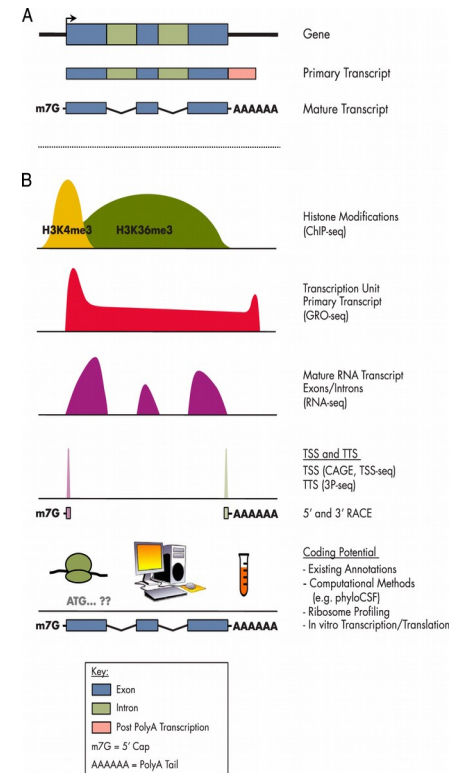 A
Gene
Primary Transcript
m7G
AAAAAA
Mature Transcript
B
H3K4me3
H3K36me3
Histone Modifications
(ChIP-seq)
Transcription Unit
Primary Transcript
(GRO-seq)
Mature RNA Transcript
Exons/Introns
(RNA-seq)
TSS and TTS
TSS (CAGE, TSS-seq)
TTS (3P-seq)
m7G
AAAAAA
5' and 3' RACE
Coding Potential
- Existing Annotations
- Computational Methods
(e.g. phyloCSF)
- Ribosome Profiling
- In vitro Transcription/Translation
ATG... ??
m7G
AAAAAA
Key:
Exon
Intron
Post PolyA Transcription
m7G = 5' Cap
AAAAAA = PolyA Tail